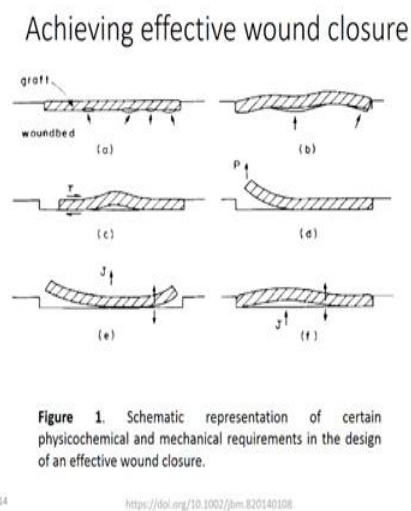 Achieving effective wound closure
graft
woundbed
(a)
(b)
τ
P
(c)
(d)
J
(e)
J
(f)
Figure 1. Schematic representation of certain
physicochemical and mechanical requirements in the design
of an effective wound closure.
14
https://doi.org/10.1002/jbm.820140108